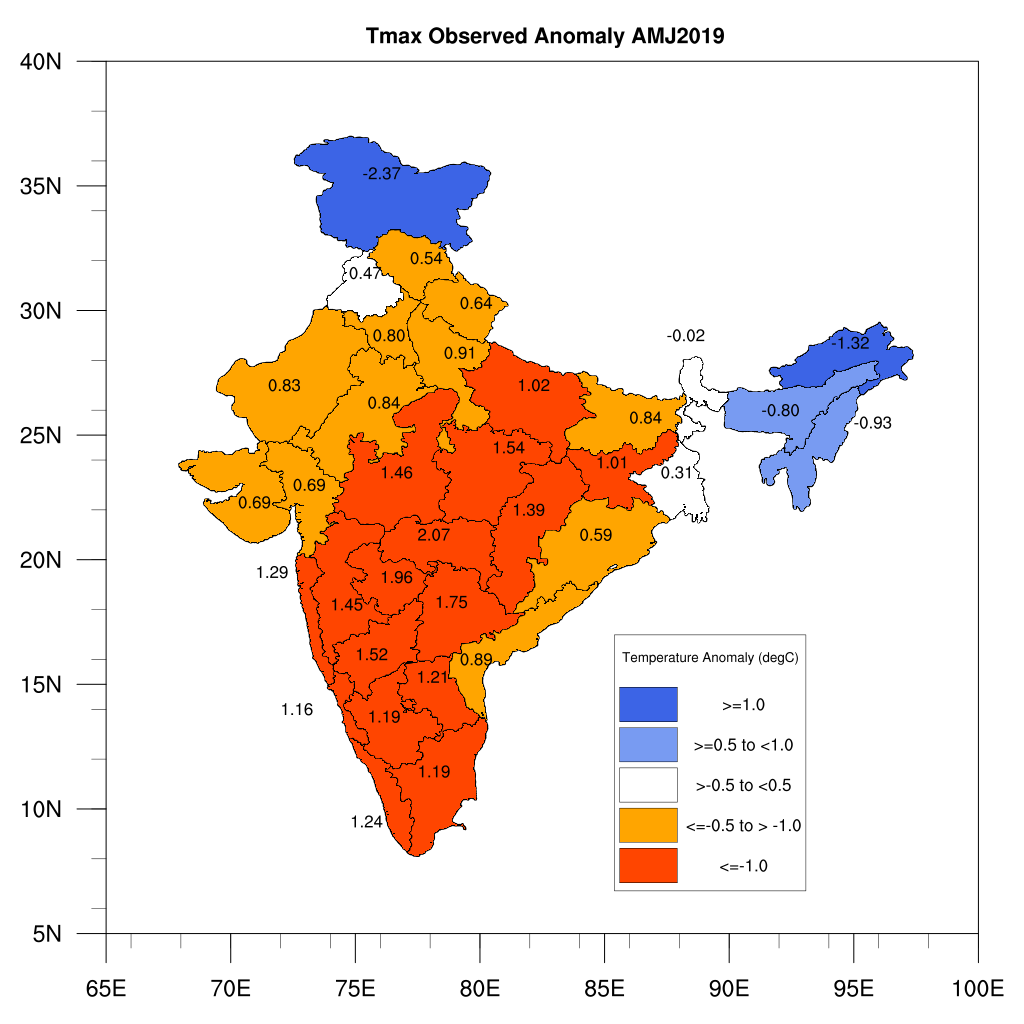 Tmax Observed Anomaly AMJ2019
40N
35N
30N
25N
20N
15N
10N
5N
65E
70E
75E
80E
85E
90E
95E
100E
-2.37
0.54
0.47
0.64
-0.02
0.80
-1.32
0.91
0.83
1.02
0.84
0.84
-0.80
-0.93
1.54
1.46
1.01
0.31
0.69
0.69
1.39
2.07
0.59
1.29
1.96
1.45
1.75
1.52
0.89
1.21
1.16
1.19
1.19
1.24
Temperature Anomaly (degC)
>=1.0
>=0.5 to <1.0
>-0.5 to <0.5
<=-0.5 to > -1.0
<=-1.0